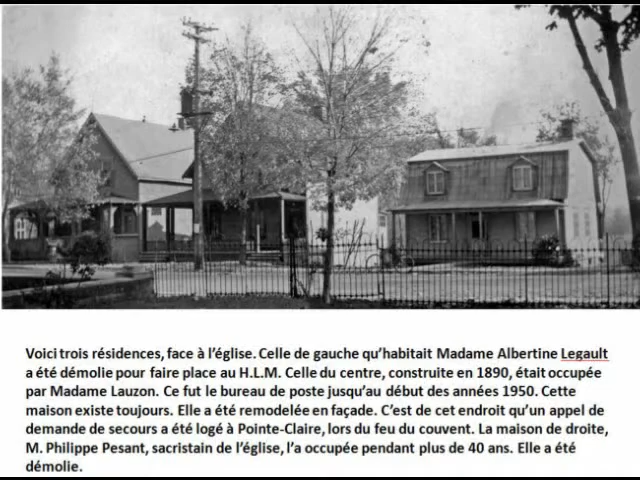 Voici trois résidences, face à l'église. Celle de gauche qu'habitait Madame Albertine Legault
a été démolie pour faire place au H.L.M. Celle du centre, construite en 1890, était occupée
par Madame Lauzon. Ce fut le bureau de poste jusqu'au début des années 1950. Cette
maison existe toujours. Elle a été remodelée en façade. C'est de cet endroit qu'un appel de
demande de secours a été logé à Pointe-Claire, lors du feu du couvent. La maison de droite,
M. Philippe Pesant, sacristain de l'église, l'a occupée pendant plus de 40 ans. Elle a été
démolie.